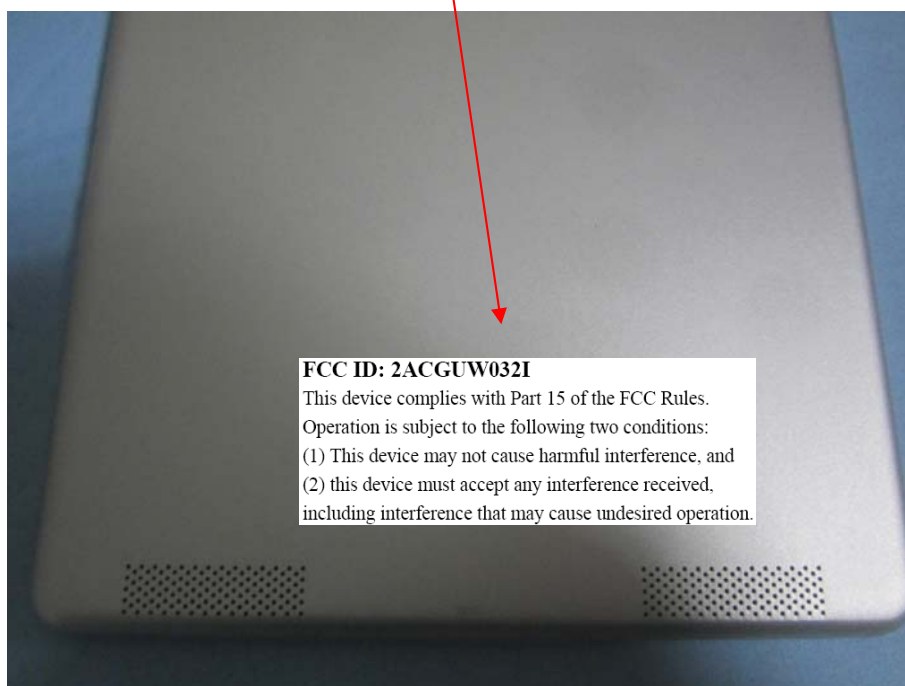 FCC ID: 2ACGUW032I
This device complies with Part 15 of the FCC Rules.
Operation is subject to the following two conditions:
(1) This device may not cause harmful interference, and
(2) this device must accept any interference received,
including interference that may cause undesired operation.